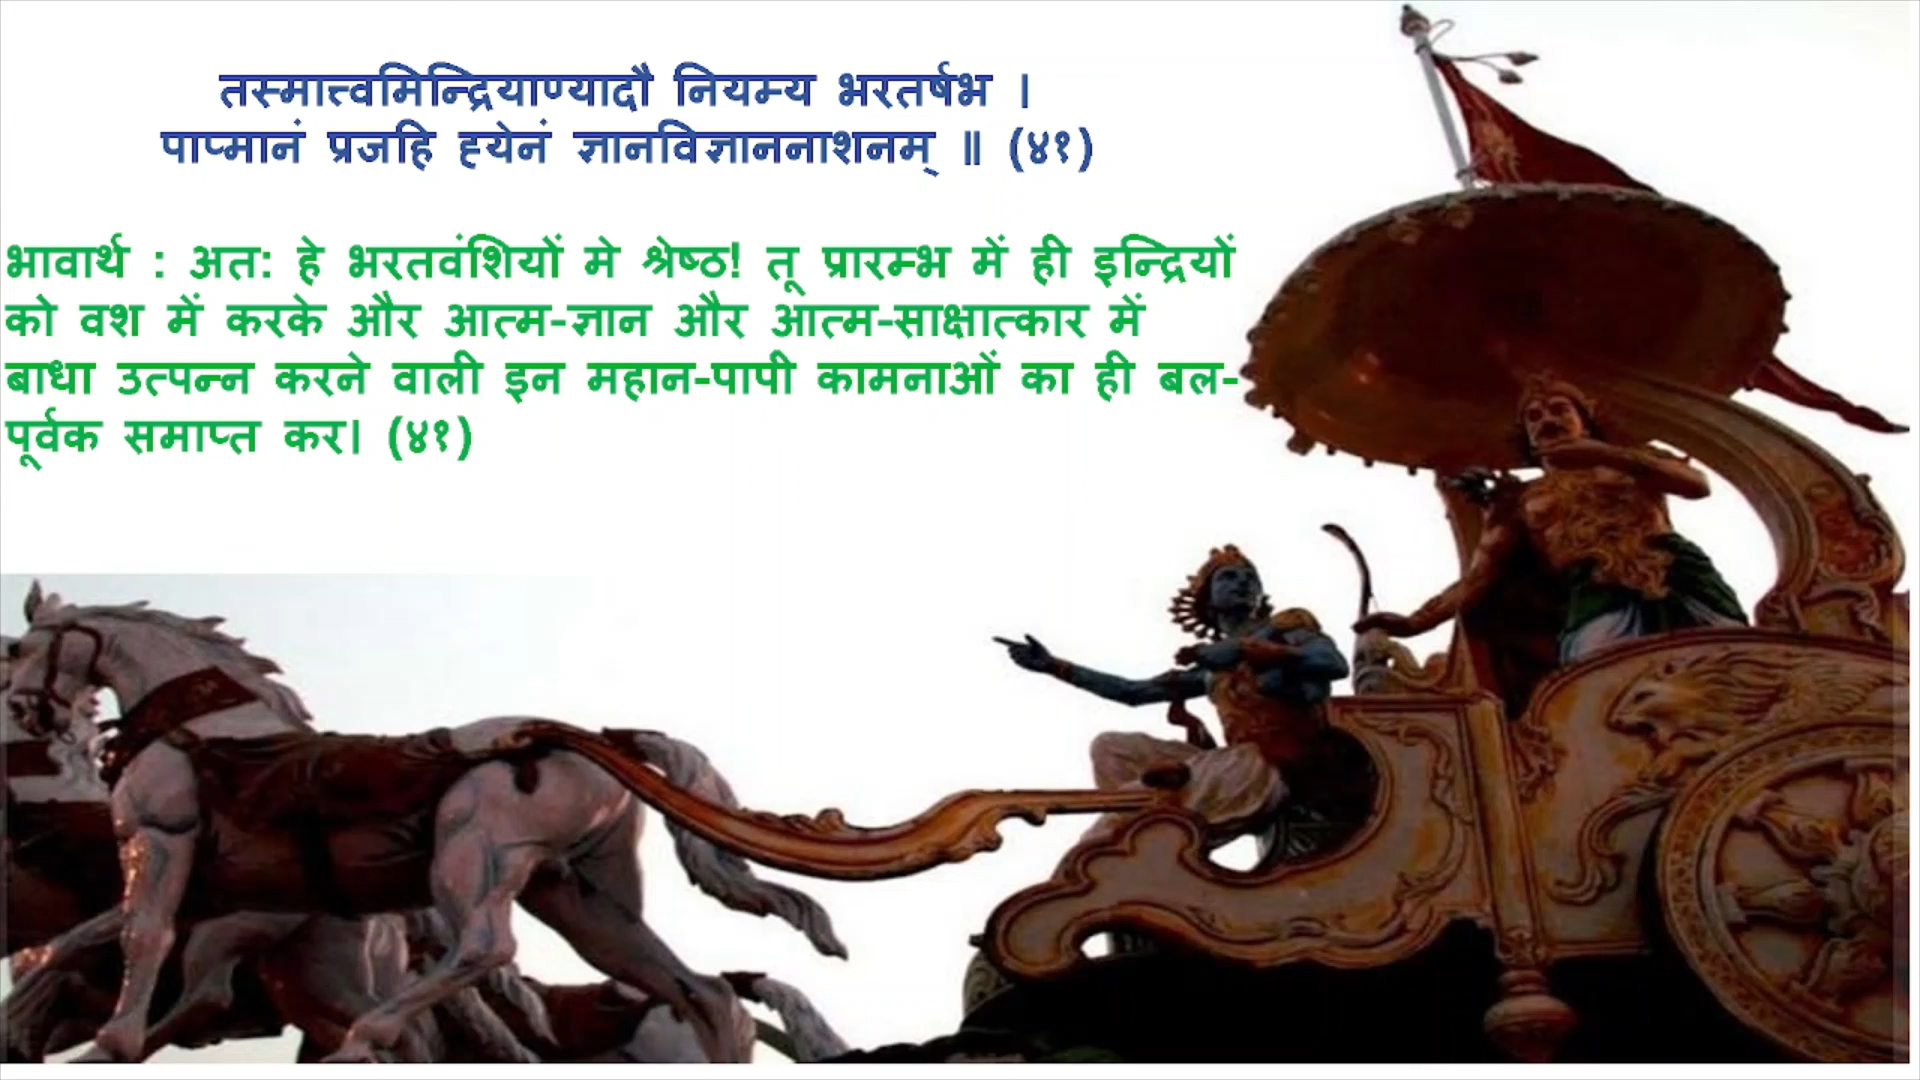 तस्मात्त्वमिन्द्रियाण्यादौ नियम्य भरतर्षभ ।
पाप्मानं प्रजहि ह्येनं ज्ञानविज्ञाननाशनम् ॥ (४१)
भावार्थ : अत: हे भरतवंशियों मे श्रेष्ठ! तू प्रारम्भ में ही इन्द्रियों
को वश में करके और आत्म-ज्ञान और आत्म-साक्षात्कार में
बाधा उत्पन्न करने वाली इन महान-पापी कामनाओं का ही बल-
पूर्वक समाप्त कर। (४१)